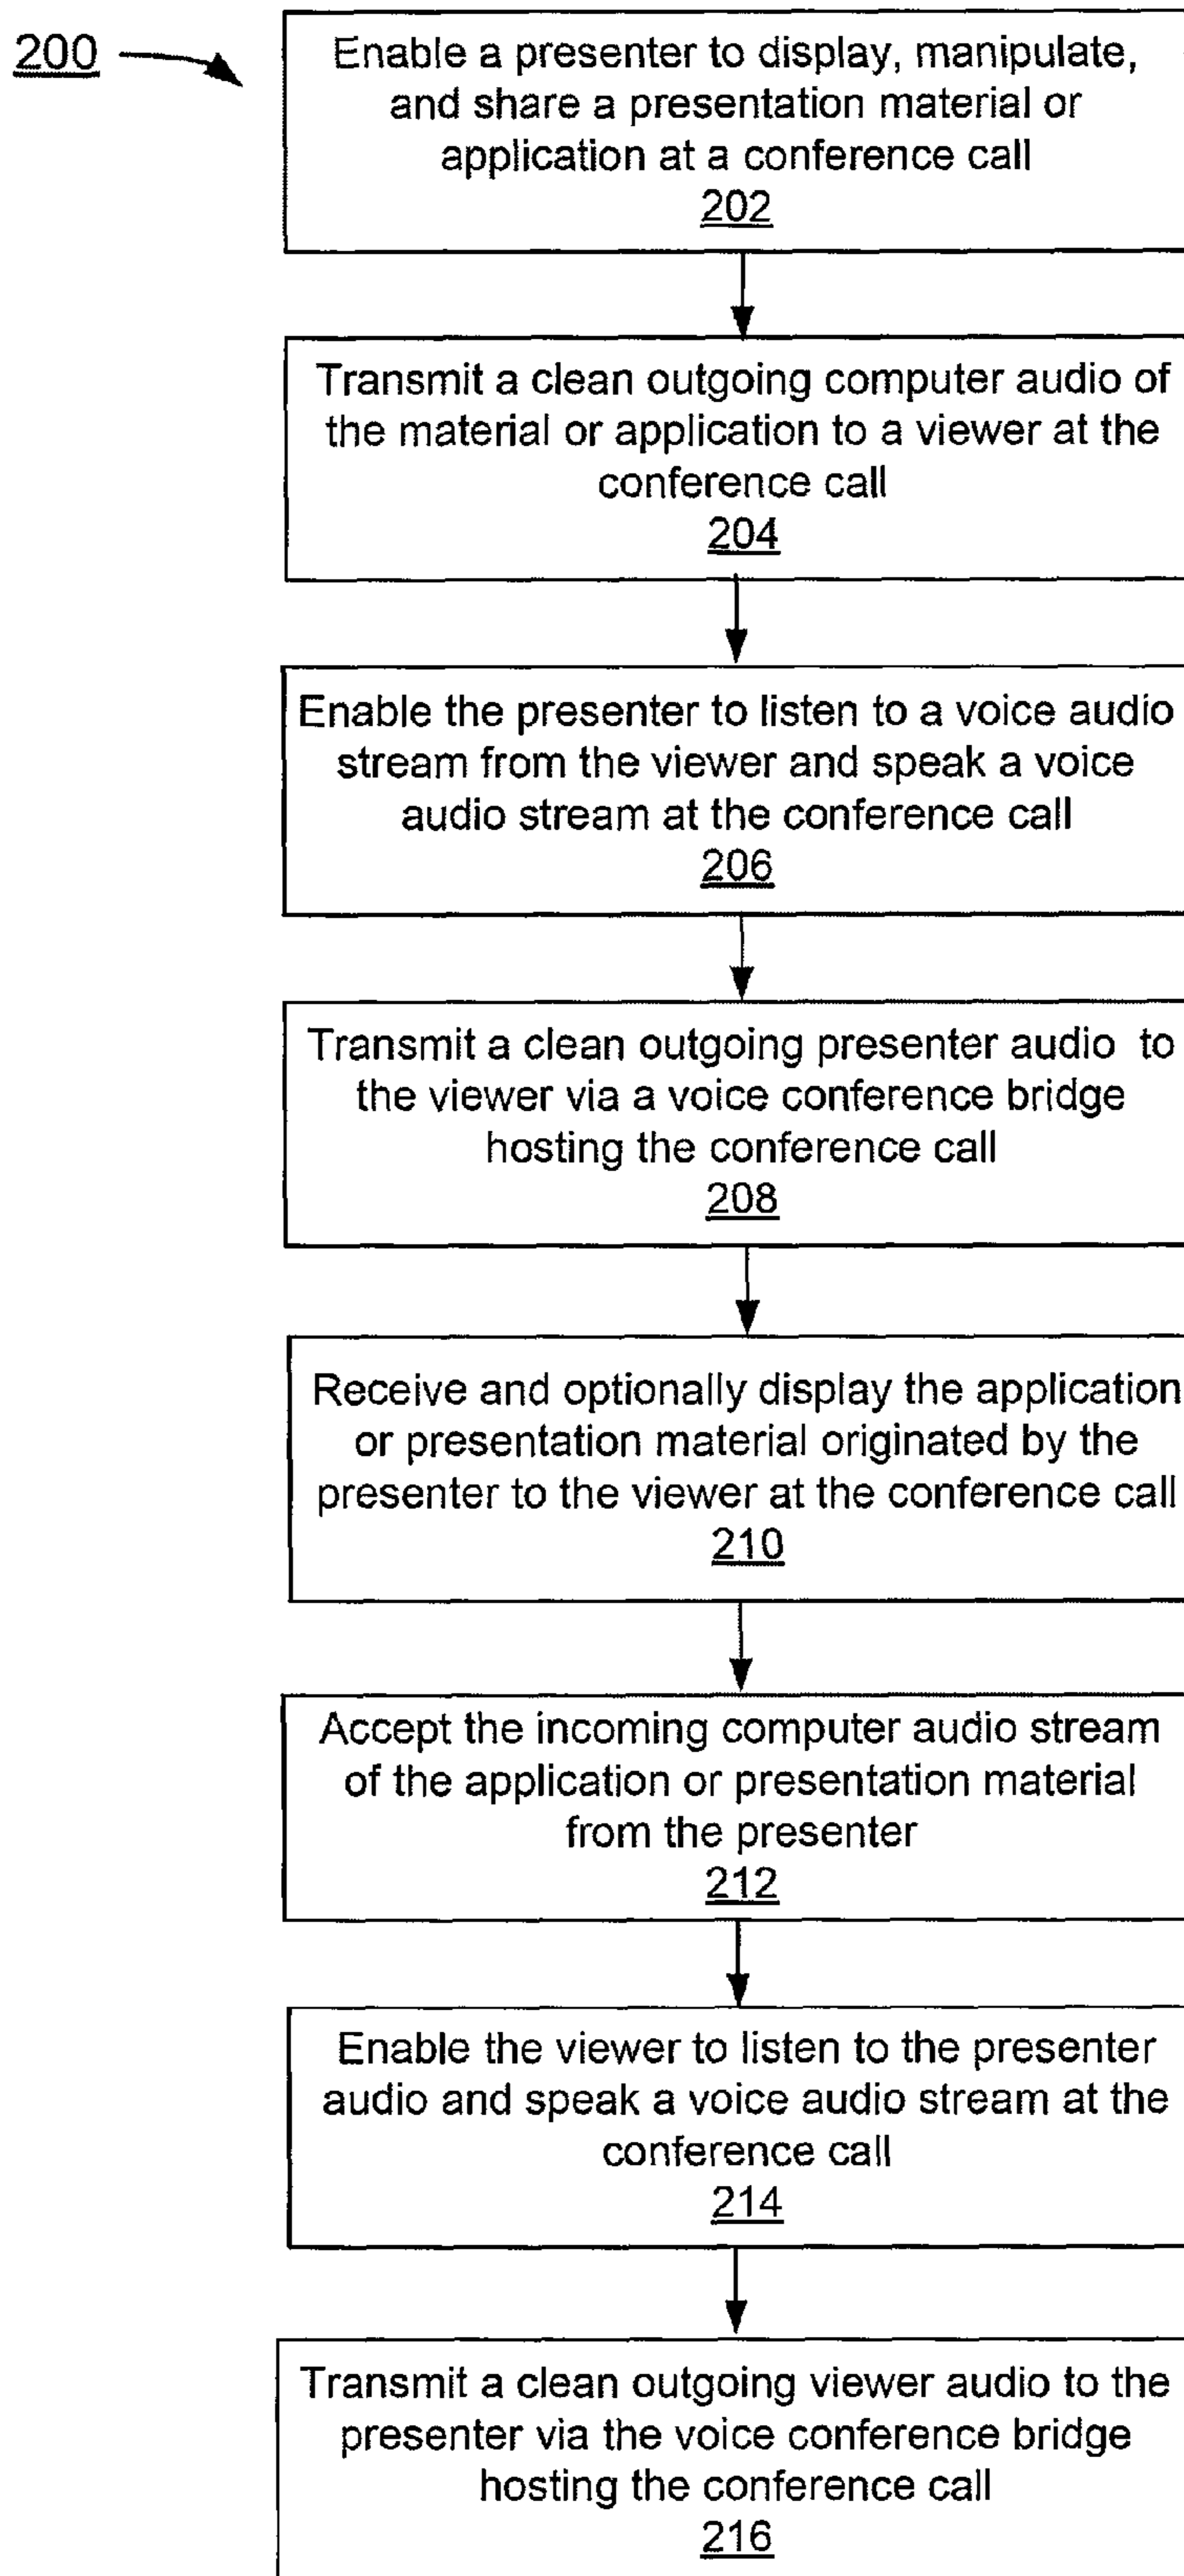 200
Enable a presenter to display, manipulate,
and share a presentation material or
application at a conference call
202
Transmit a clean outgoing computer audio of
the material or application to a viewer at the
conference call
204
Enable the presenter to listen to a voice audio
stream from the viewer and speak a voice
audio stream at the conference call
206
Transmit a clean outgoing presenter audio to
the viewer via a voice conference bridge
hosting the conference call
208
Receive and optionally display the application
or presentation material originated by the
presenter to the viewer at the conference call
210
Accept the incoming computer audio stream
of the application or presentation material
from the presenter
212
Enable the viewer to listen to the presenter
audio and speak a voice audio stream at the
conference call
214
Transmit a clean outgoing viewer audio to the
presenter via the voice conference bridge
hosting the conference call
216